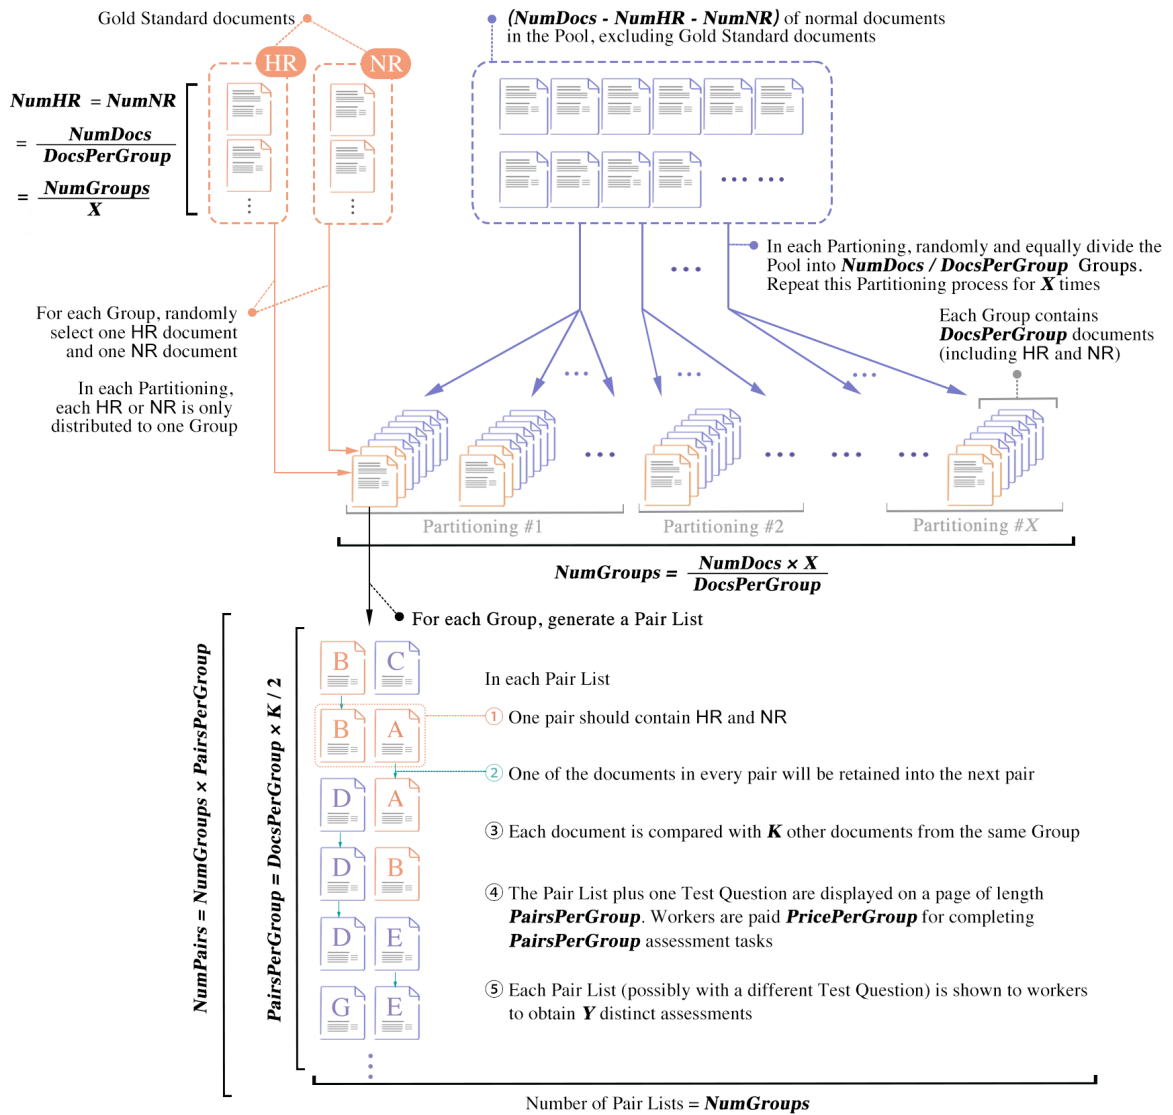 Gold Standard documents
HR
NR
NumHR = NumNR
= NumDocs
DocsPerGroup
= NumGroups
X
(NumDocs - NumHR - NumNR) of normal documents
in the Pool, excluding Gold Standard documents
In each Partioning, randomly and equally divide the
Pool into NumDocs / DocsPerGroup Groups.
Repeat this Partitioning process for X times
For each Group, randomly
select one HR document
and one NR document
In each Partitioning,
each HR or NR is only
distributed to one Group
Each Group contains
DocsPerGroup documents
(including HR and NR)
Partitioning #1
Partitioning #2
Partitioning #X
NumGroups = NumDocs × X
DocsPerGroup
For each Group, generate a Pair List
NumPairs = NumGroups × PairsPerGroup
PairsPerGroup = DocsPerGroup × K / 2
B C
B A
D A
D B
D E
G E
In each Pair List
① One pair should contain HR and NR
② One of the documents in every pair will be retained into the next pair
③ Each document is compared with K other documents from the same Group
④ The Pair List plus one Test Question are displayed on a page of length
PairsPerGroup. Workers are paid PricePerGroup for completing
PairsPerGroup assessment tasks
⑤ Each Pair List (possibly with a different Test Question) is shown to workers
to obtain Y distinct assessments
Number of Pair Lists = NumGroups